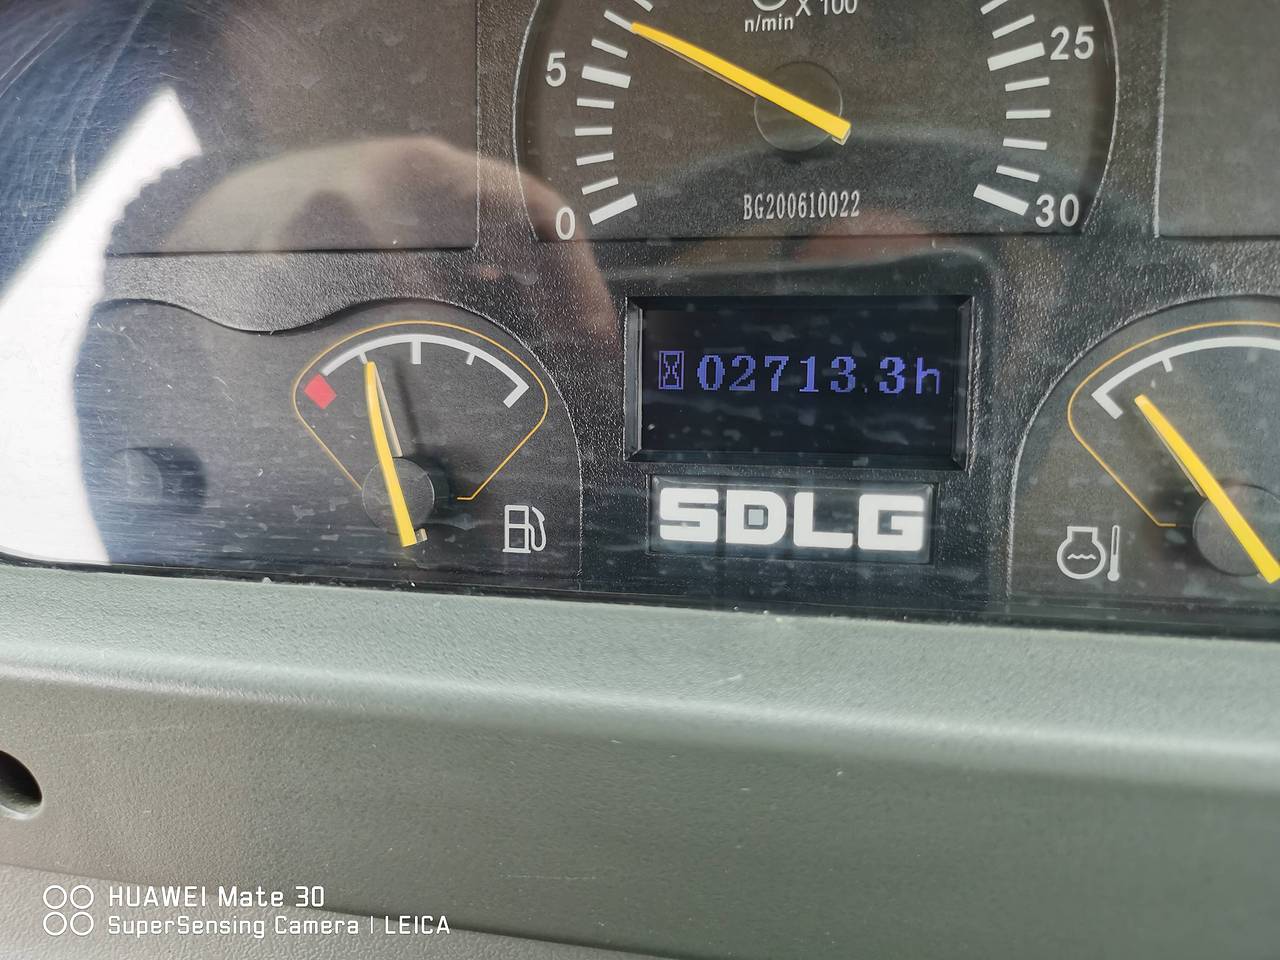 n/min X 100
5
25
0
30
BG200610022
02713.3h
SDLG
HUAWEI Mate 30
SuperSensing Camera | LEICA